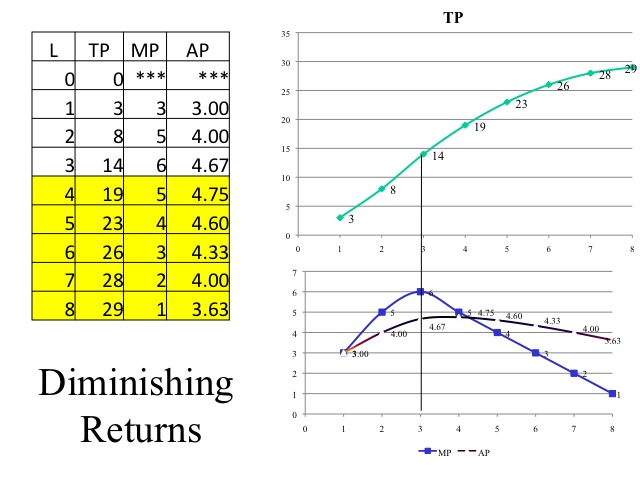 L TP MP AP
0 0 *** ***
1 3 3 3.00
2 8 5 4.00
3 14 6 4.67
4 19 5 4.75
5 23 4 4.60
6 26 3 4.33
7 28 2 4.00
8 29 1 3.63
Diminishing
Returns
TP
35
30
25
20
15
10
5
0
3
8
14
19
23
26
28
29
0 1 2 3 4 5 6 7 8
7
6
5
4
3
2
1
0
3
5
6
5
4
3
2
1
3.00
4.00
4.67
4.75
4.60
4.33
4.00
3.63
0 1 2 3 4 5 6 7 8
MP AP